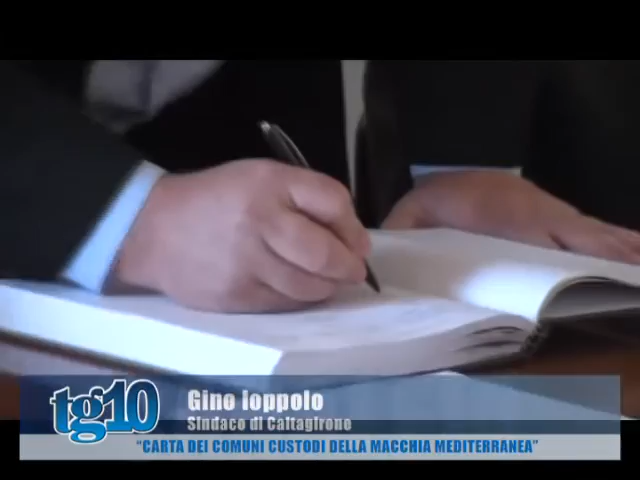 tg10
Gino Ioppolo
Sindaco di Caltagirone
“CARTA DEI COMUNI CUSTODI DELLA MACCHIA MEDITERRANEA”